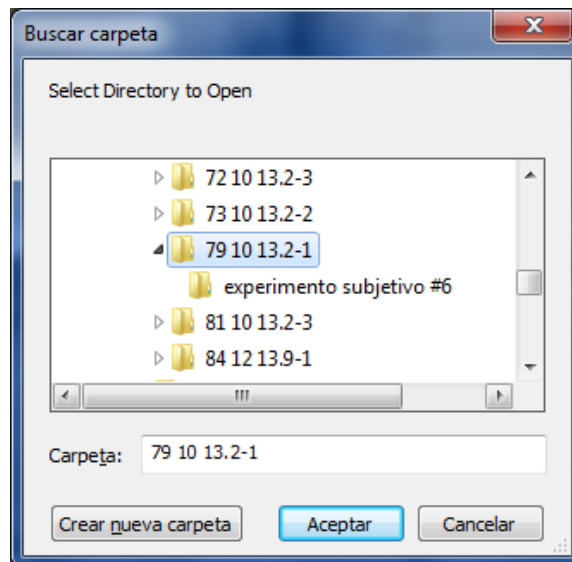 Buscar carpeta
Select Directory to Open
72 10 13.2-3
73 10 13.2-2
79 10 13.2-1
experimento subjetivo #6
81 10 13.2-3
84 12 13.9-1
Carpeta: 79 10 13.2-1
Crear nueva carpeta Aceptar Cancelar